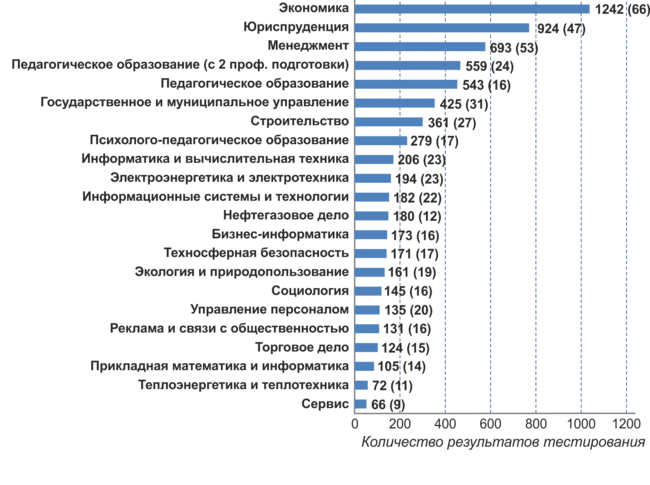 Экономика 1242 (66)
Юриспруденция 924 (47)
Менеджмент 693 (53)
Педагогическое образование (с 2 проф. подготовки) 559 (24)
Педагогическое образование 543 (16)
Государственное и муниципальное управление 425 (31)
Строительство 361 (27)
Психолого-педагогическое образование 279 (17)
Информатика и вычислительная техника 206 (23)
Электроэнергетика и электротехника 194 (23)
Информационные системы и технологии 182 (22)
Нефтегазовое дело 180 (12)
Бизнес-информатика 173 (16)
Техносферная безопасность 171 (17)
Экология и природопользование 161 (19)
Социология 145 (16)
Управление персоналом 135 (20)
Реклама и связи с общественностью 131 (16)
Торговое дело 124 (15)
Прикладная математика и информатика 105 (14)
Теплоэнергетика и теплотехника 72 (11)
Сервис 66 (9)
0 200 400 600 800 1000 1200
Количество результатов тестирования